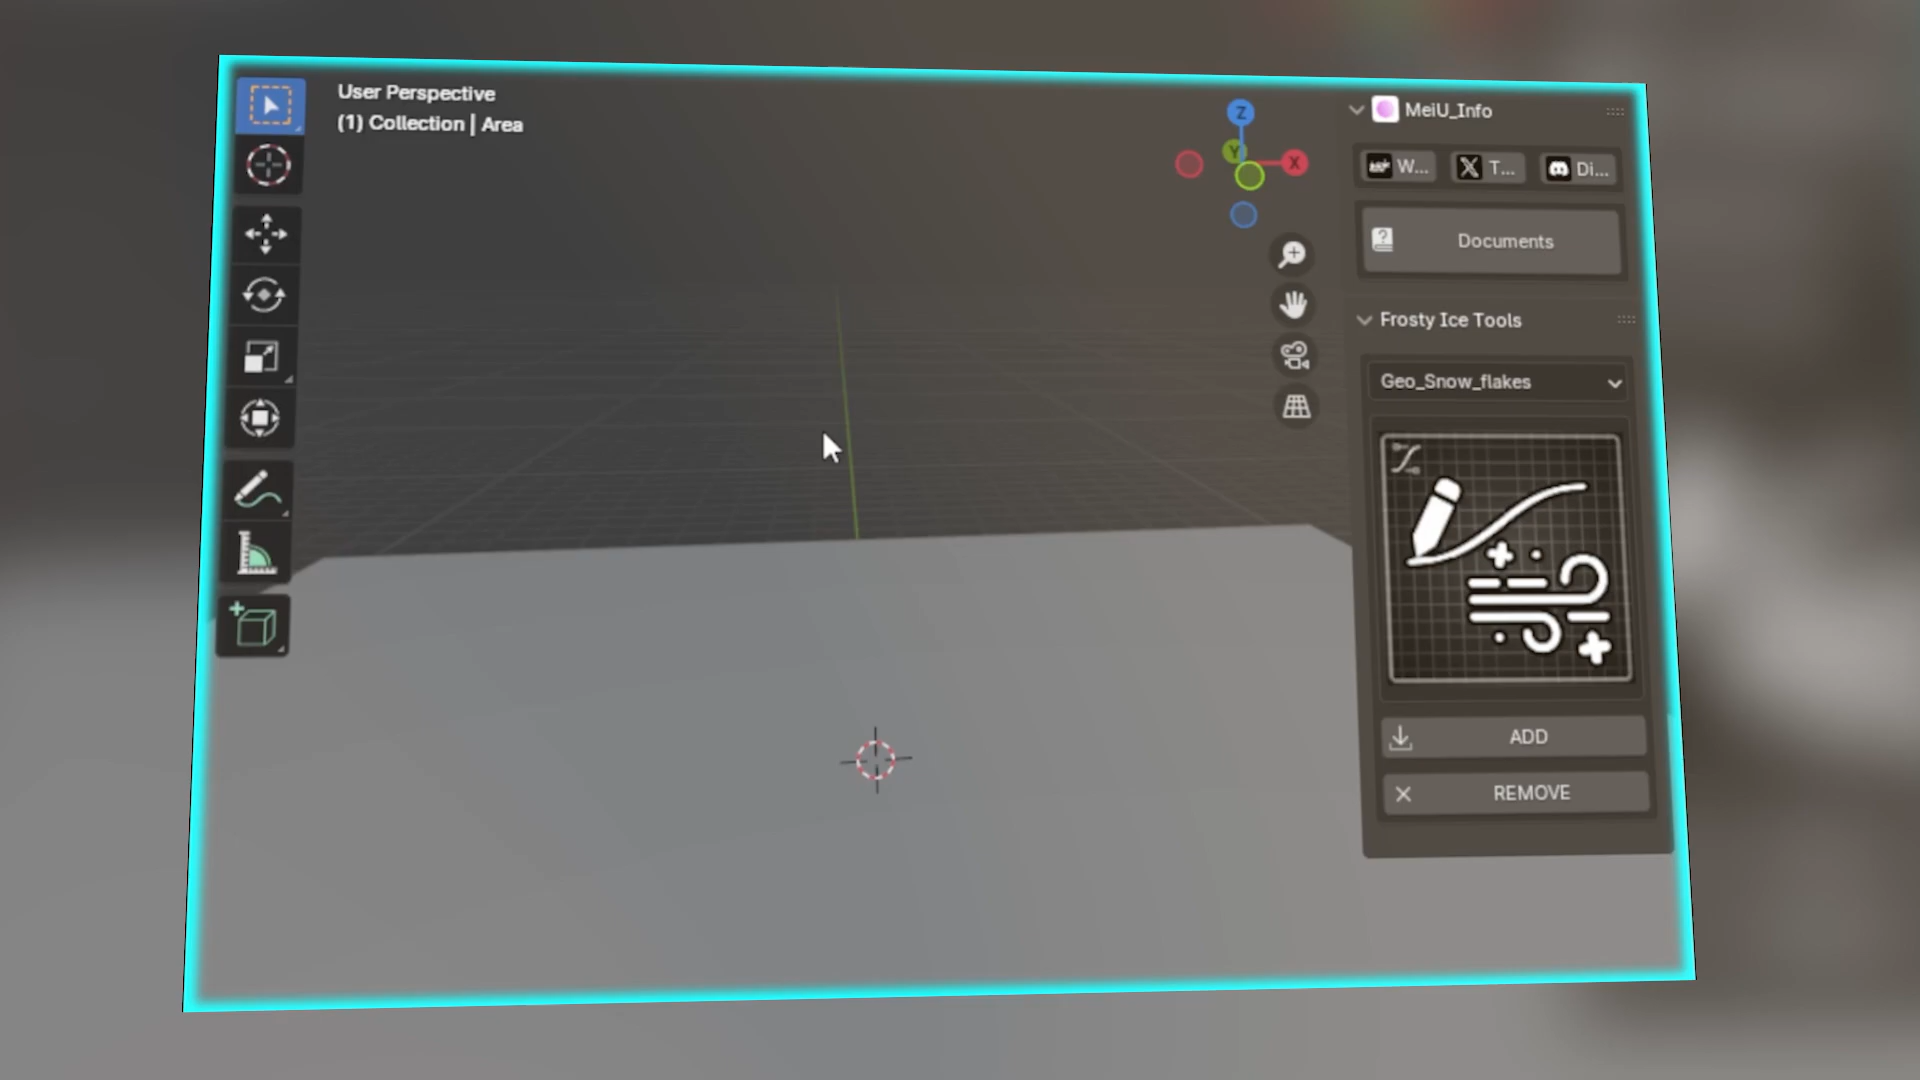 User Perspective
(1) Collection | Area
Z
Y
X
MeiU_Info
W...
T...
Di...
Documents
Frosty Ice Tools
Geo_Snow_flakes
ADD
REMOVE